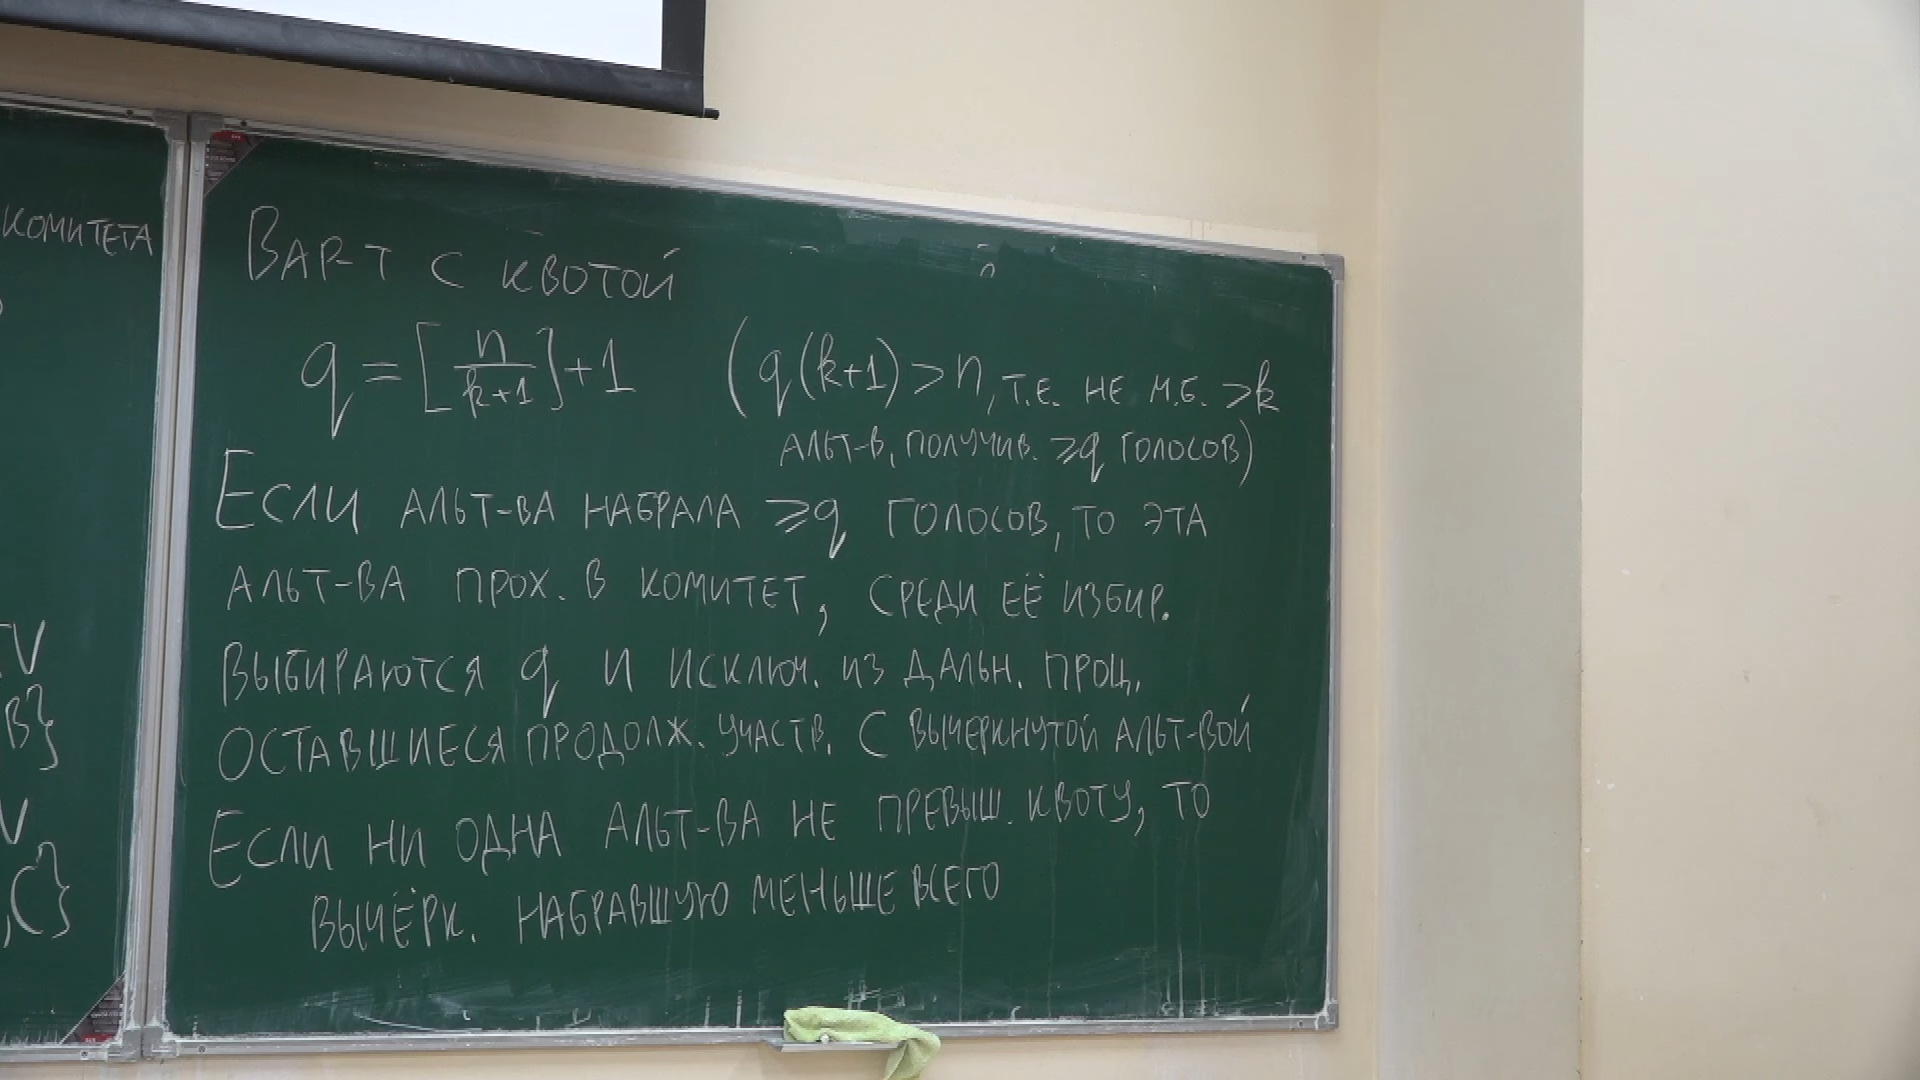 КОМИТЕТА
V
B}
V
,C}
ВАР-Т С КВОТОЙ
q = [n/(k+1)] + 1 (q(k+1) > n, Т.Е. НЕ М.Б. > k
АЛЬТ-В, ПОЛУЧИВ. ⩾q ГОЛОСОВ)
ЕСЛИ АЛЬТ-ВА НАБРАЛА ⩾q ГОЛОСОВ, ТО ЭТА
АЛЬТ-ВА ПРОХ. В КОМИТЕТ, СРЕДИ ЕЁ ИЗБИР.
ВЫБИРАЮТСЯ q И ИСКЛЮЧ. ИЗ ДАЛЬН. ПРОЦ.
ОСТАВШИЕСЯ ПРОДОЛЖ. УЧАСТВ. С ВЫЧЕРКНУТОЙ АЛЬТ-ВОЙ
ЕСЛИ НИ ОДНА АЛЬТ-ВА НЕ ПРЕВЫШ. КВОТУ, ТО
ВЫЧЁРК. НАБРАВШУЮ МЕНЬШЕ ВСЕГО